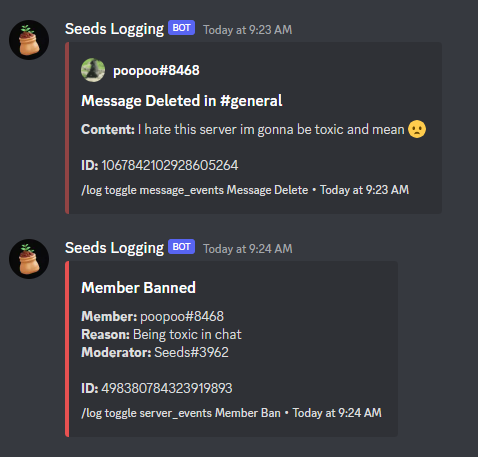 Seeds Logging BOT Today at 9:23 AM
poopoo#8468
Message Deleted in #general
Content: I hate this server im gonna be toxic and mean 😦
ID: 1067842102928605264
/log toggle message_events Message Delete • Today at 9:23 AM
Seeds Logging BOT Today at 9:24 AM
Member Banned
Member: poopoo#8468
Reason: Being toxic in chat
Moderator: Seeds#3962
ID: 498380784323919893
/log toggle server_events Member Ban • Today at 9:24 AM